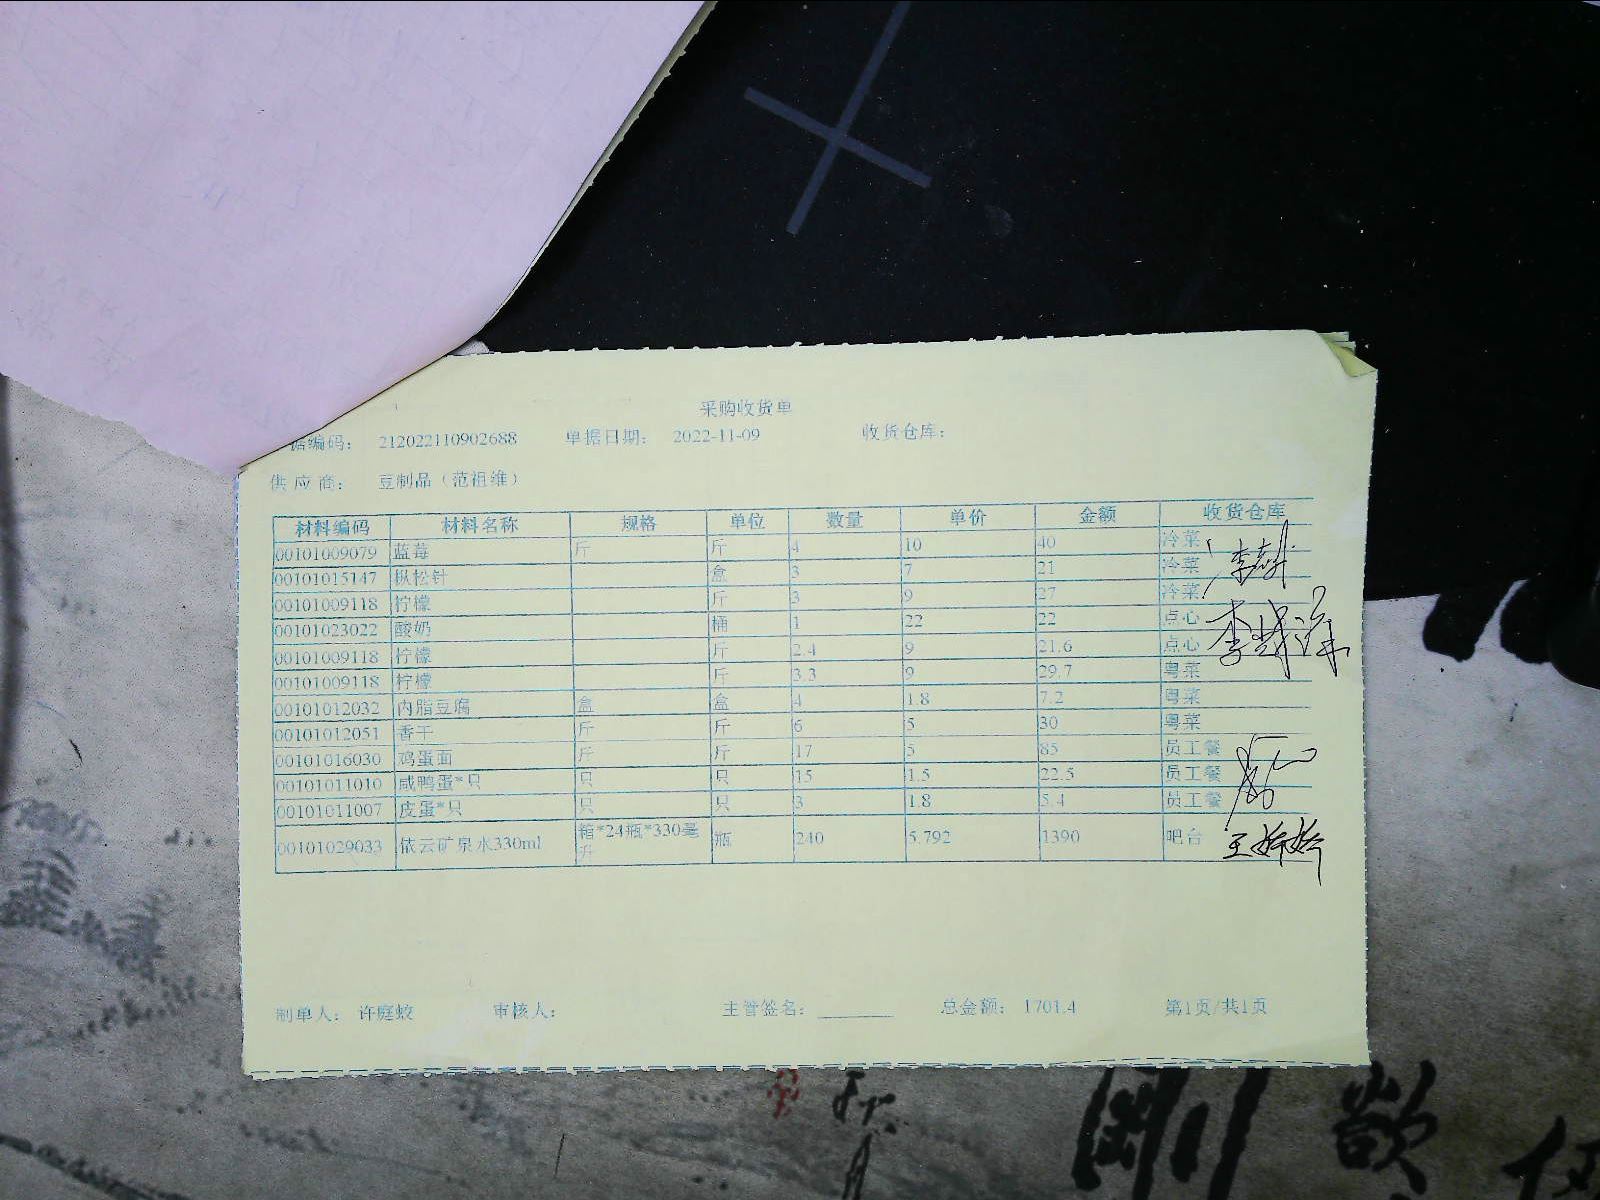 采购收货单
据编码: 212022110902688 单据日期: 2022-11-09 收货仓库:
供应商: 豆制品（范祖维）
材料编码 材料名称 规格 单位 数量 单价 金额 收货仓库
00101009079 蓝莓 斤 斤 4 10 40 冷菜
00101015147 枞松针 盒 3 7 21 冷菜
00101009118 柠檬 斤 3 9 27 冷菜
00101023022 酸奶 桶 1 22 22 点心
00101009118 柠檬 斤 2.4 9 21.6 点心
00101009118 柠檬 斤 3.3 9 29.7 粤菜
00101012032 内脂豆腐 盒 盒 4 1.8 7.2 粤菜
00101012051 香干 斤 斤 6 5 30 粤菜
00101016030 鸡蛋面 斤 斤 17 5 85 员工餐
00101011010 咸鸭蛋*只 只 只 15 1.5 22.5 员工餐
00101011007 皮蛋*只 只 只 3 1.8 5.4 员工餐
00101029033 依云矿泉水330ml 箱*24瓶*330毫升 瓶 240 5.792 1390 吧台
制单人: 许庭蛟 审核人: 主管签名: 总金额: 1701.4 第1页/共1页
剛 欲